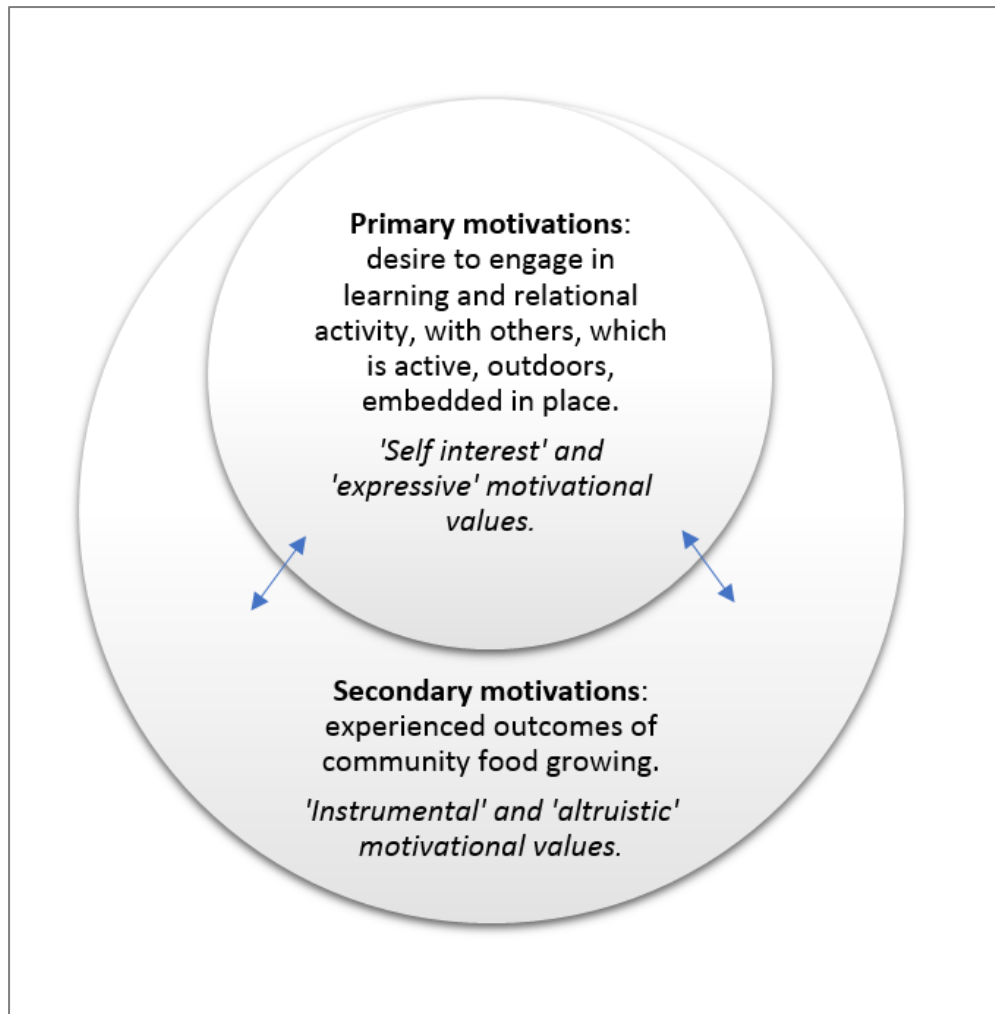 Primary motivations:
desire to engage in
learning and relational
activity, with others, which
is active, outdoors,
embedded in place.
'Self interest' and
'expressive' motivational
values.
Secondary motivations:
experienced outcomes of
community food growing.
'Instrumental' and 'altruistic'
motivational values.